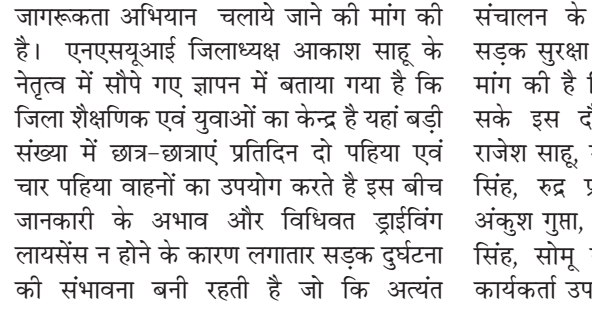 जागरूकता अभियान चलाये जाने की मांग की
है। एनएसयूआई जिलाध्यक्ष आकाश साहू के
नेतृत्व में सौपे गए ज्ञापन में बताया गया है कि
जिला शैक्षणिक एवं युवाओं का केन्द्र है यहां बड़ी
संख्या में छात्र-छात्राएं प्रतिदिन दो पहिया एवं
चार पहिया वाहनों का उपयोग करते है इस बीच
जानकारी के अभाव और विधिवत ड्राईविंग
लायसेंस न होने के कारण लगातार सड़क दुर्घटना
की संभावना बनी रहती है जो कि अत्यंत
संचालन के
सड़क सुरक्षा
मांग की है
सके इस
राजेश साहू,
सिंह, रुद्र
अंकुश गुप्ता,
सिंह, सोमू
कार्यकर्ता